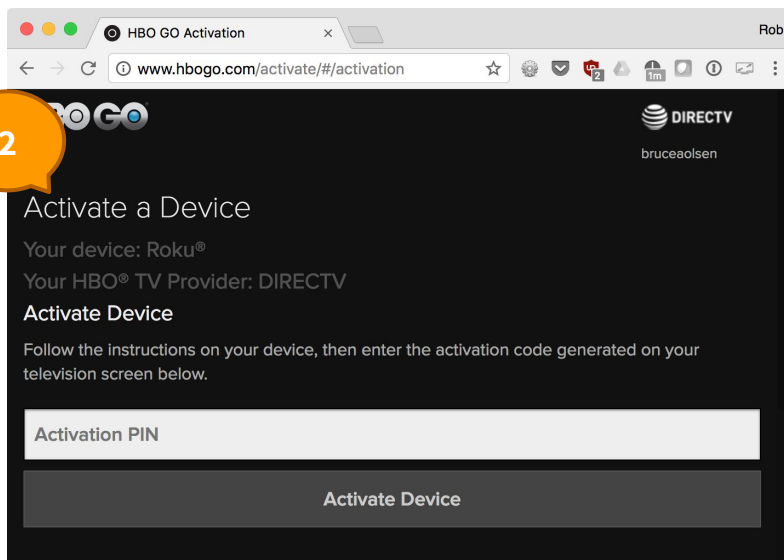 HBO GO Activation
Rob
www.hbogo.com/activate/#/activation
2
1m
BO GO
2
DIRECTV
bruceaolsen
Activate a Device
Your device: Roku®
Your HBO® TV Provider: DIRECTV
Activate Device
Follow the instructions on your device, then enter the activation code generated on your
television screen below.
Activation PIN
Activate Device